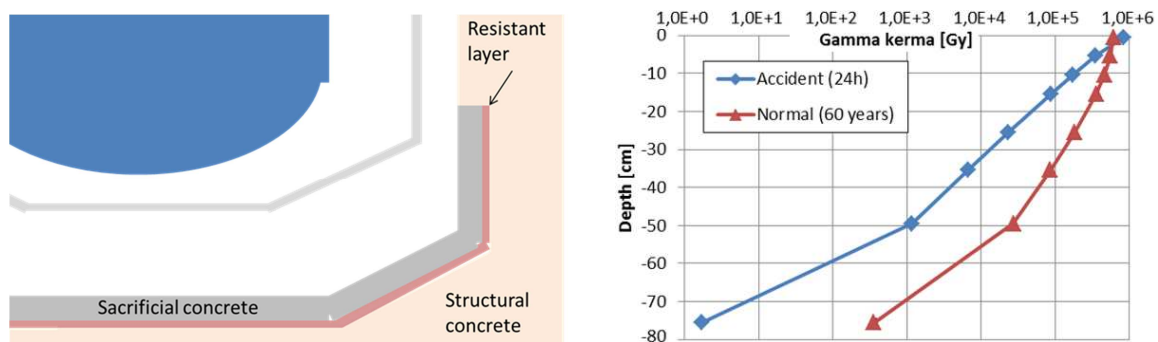 Resistant
layer
Sacrificial concrete
Structural
concrete
1,0E+0 1,0E+1 1,0E+2 1,0E+3 1,0E+4 1,0E+5 1,0E+6
Gamma kerma [Gy]
0
-10
-20
-30
-40
-50
-60
-70
-80
Depth [cm]
Accident (24h)
Normal (60 years)